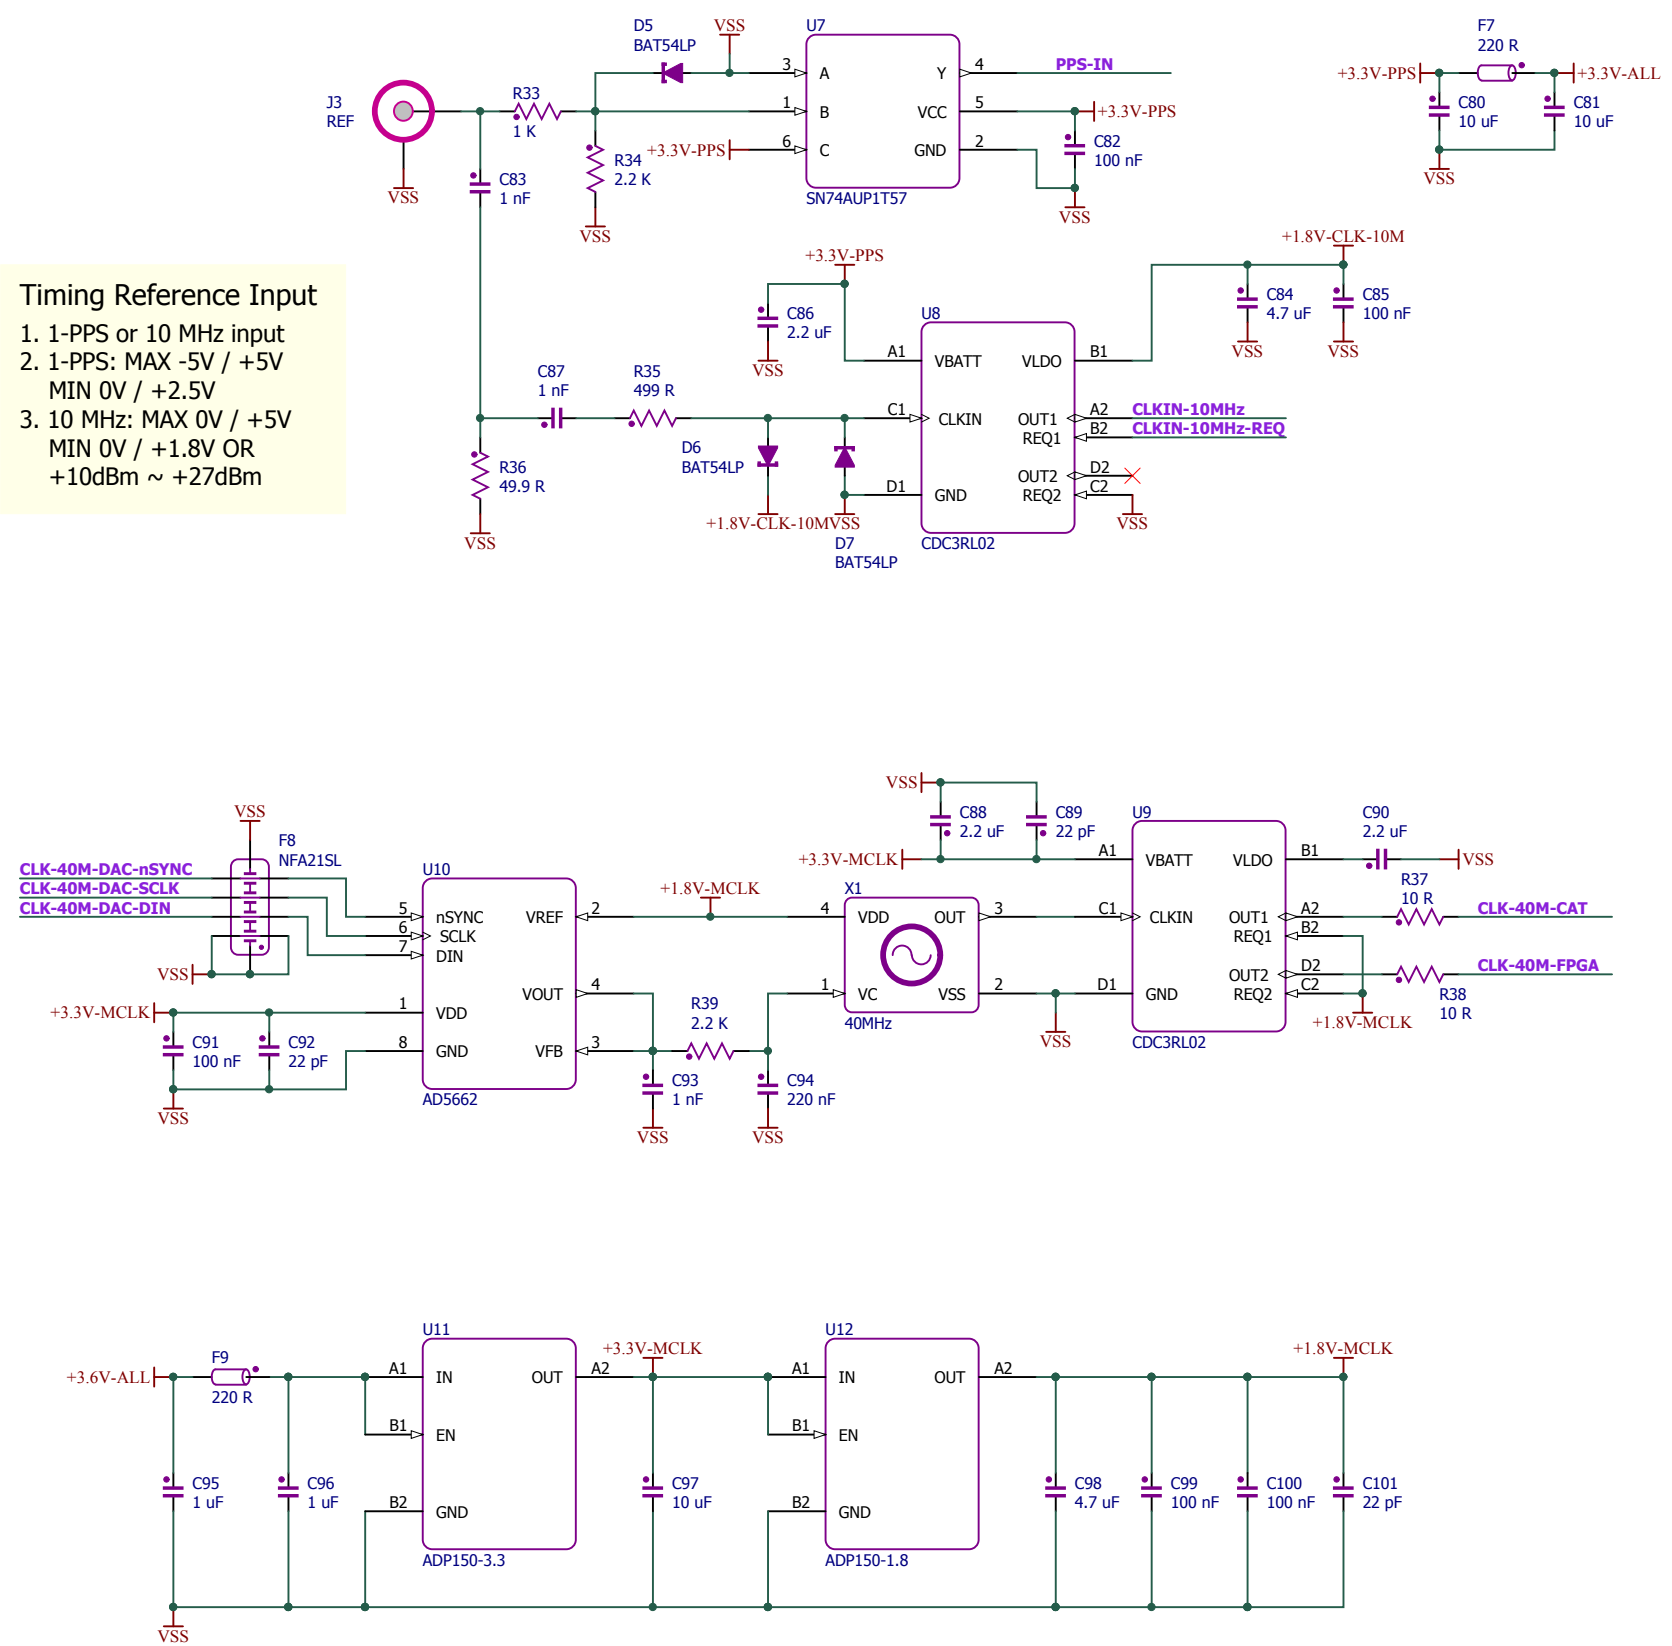 D5
BAT54LP
VSS
U7
3
A
Y
4
PPS-IN
1
B
VCC
5
+3.3V-PPS
+3.3V-PPS
6
C
GND
2
SN74AUP1T57
C82
100 nF
VSS
F7
220 R
+3.3V-PPS
+3.3V-ALL
C80
10 uF
C81
10 uF
VSS
J3
REF
VSS
R33
1 K
R34
2.2 K
VSS
C83
1 nF
Timing Reference Input
1. 1-PPS or 10 MHz input
2. 1-PPS: MAX -5V / +5V
MIN 0V / +2.5V
3. 10 MHz: MAX 0V / +5V
MIN 0V / +1.8V OR
+10dBm ~ +27dBm
+3.3V-PPS
C86
2.2 uF
VSS
U8
A1
VBATT
VLDO
B1
C1
CLKIN
OUT1
A2
CLKIN-10MHz
REQ1
B2
CLKIN-10MHz-REQ
OUT2
D2
D1
GND
REQ2
C2
VSS
CDC3RL02
+1.8V-CLK-10M
C84
4.7 uF
VSS
C85
100 nF
VSS
C87
1 nF
R35
499 R
R36
49.9 R
VSS
D6
BAT54LP
+1.8V-CLK-10M
VSS
D7
BAT54LP
VSS
F8
NFA21SL
CLK-40M-DAC-nSYNC
CLK-40M-DAC-SCLK
CLK-40M-DAC-DIN
VSS
U10
5
nSYNC
VREF
2
6
SCLK
7
DIN
VOUT
4
1
VDD
8
GND
VFB
3
AD5662
+3.3V-MCLK
C91
100 nF
C92
22 pF
VSS
+1.8V-MCLK
R39
2.2 K
C93
1 nF
VSS
C94
220 nF
VSS
X1
4
VDD
OUT
3
1
VC
VSS
2
40MHz
VSS
VSS
C88
2.2 uF
C89
22 pF
+3.3V-MCLK
U9
A1
VBATT
VLDO
B1
C1
CLKIN
OUT1
A2
REQ1
B2
OUT2
D2
D1
GND
REQ2
C2
CDC3RL02
C90
2.2 uF
VSS
R37
10 R
CLK-40M-CAT
CLK-40M-FPGA
R38
10 R
+1.8V-MCLK
+3.6V-ALL
F9
220 R
C95
1 uF
C96
1 uF
VSS
U11
A1
IN
OUT
A2
B1
EN
B2
GND
ADP150-3.3
+3.3V-MCLK
C97
10 uF
U12
A1
IN
OUT
A2
B1
EN
B2
GND
ADP150-1.8
+1.8V-MCLK
C98
4.7 uF
C99
100 nF
C100
100 nF
C101
22 pF